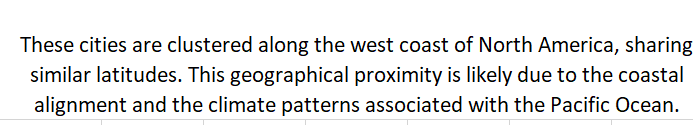 These cities are clustered along the west coast of North America, sharing
similar latitudes. This geographical proximity is likely due to the coastal
alignment and the climate patterns associated with the Pacific Ocean.